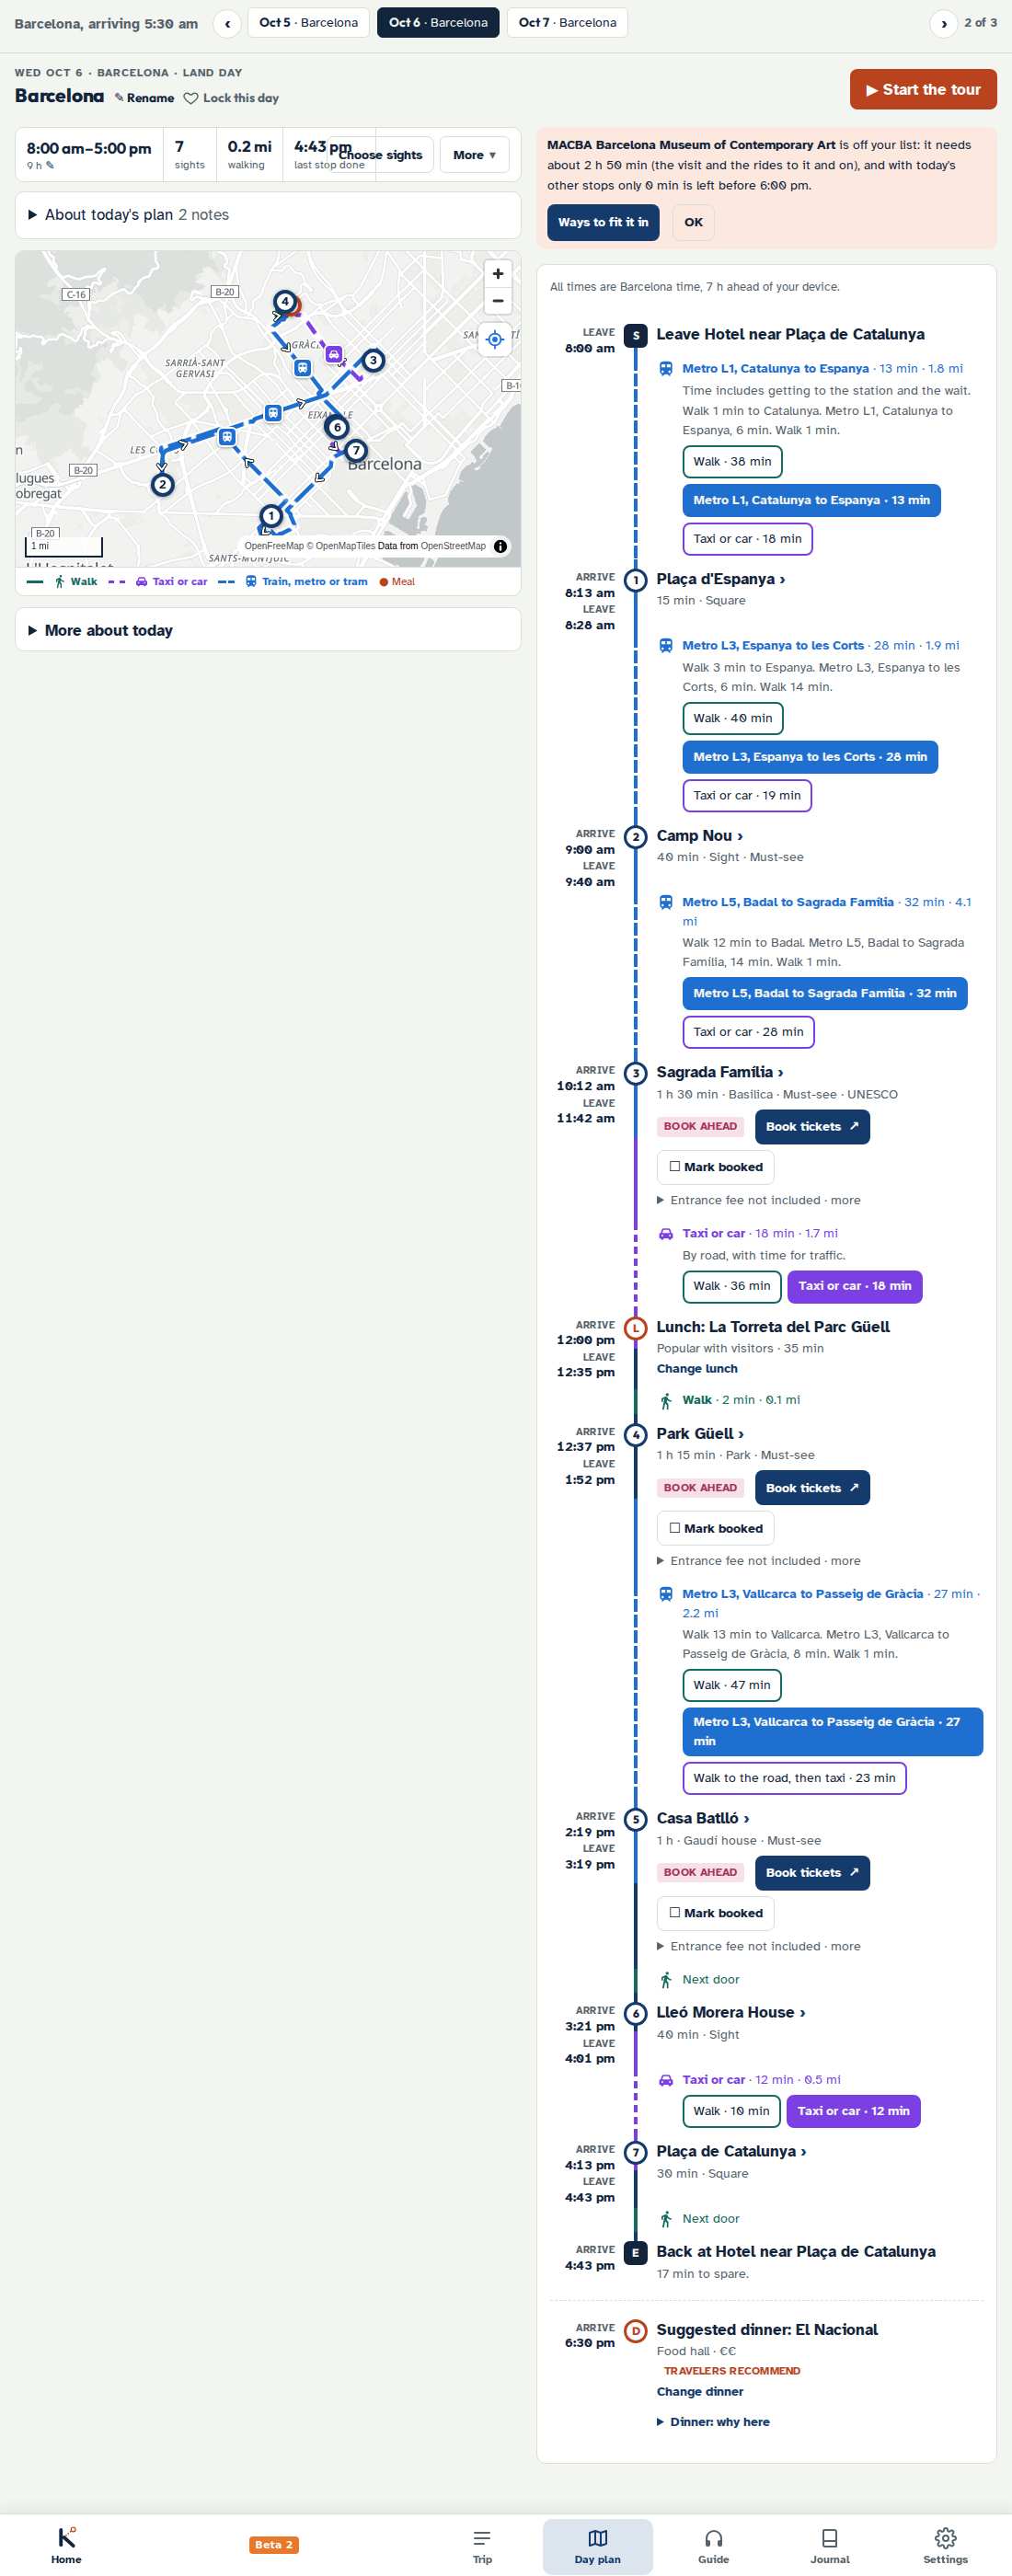 Barcelona, arriving 5:30 am
‹
Oct 5 · Barcelona
Oct 6 · Barcelona
Oct 7 · Barcelona
›
2 of 3
WED OCT 6 · BARCELONA · LAND DAY
Barcelona ✎ Rename Lock this day
▶ Start the tour
8:00 am–5:00 pm
9 h ✎
7
sights
0.2 mi
walking
4:43 pm
last stop done
Choose sights
More ▾
▶ About today's plan 2 notes
C-16
B-20
SARRIÀ-SANT
GERVASI
LES CO
B-20
lugues
obregat
B-20
1 mi
SANTS-MONTJUÏC
Barcelona
4
3
6
7
2
1
+
−
OpenFreeMap © OpenMapTiles Data from OpenStreetMap
Walk Taxi or car Train, metro or tram Meal
▶ More about today
MACBA Barcelona Museum of Contemporary Art is off your list: it needs
about 2 h 50 min (the visit and the rides to it and on), and with today's
other stops only 0 min is left before 6:00 pm.
Ways to fit it in
OK
All times are Barcelona time, 7 h ahead of your device.
LEAVE
8:00 am
S
Leave Hotel near Plaça de Catalunya
Metro L1, Catalunya to Espanya · 13 min · 1.8 mi
Time includes getting to the station and the wait.
Walk 1 min to Catalunya. Metro L1, Catalunya to
Espanya, 6 min. Walk 1 min.
Walk · 38 min
Metro L1, Catalunya to Espanya · 13 min
Taxi or car · 18 min
ARRIVE
8:13 am
LEAVE
8:28 am
1
Plaça d'Espanya ›
15 min · Square
Metro L3, Espanya to les Corts · 28 min · 1.9 mi
Walk 3 min to Espanya. Metro L3, Espanya to les
Corts, 6 min. Walk 14 min.
Walk · 40 min
Metro L3, Espanya to les Corts · 28 min
Taxi or car · 19 min
ARRIVE
9:00 am
LEAVE
9:40 am
2
Camp Nou ›
40 min · Sight · Must-see
Metro L5, Badal to Sagrada Família · 32 min · 4.1
mi
Walk 12 min to Badal. Metro L5, Badal to Sagrada
Família, 14 min. Walk 1 min.
Metro L5, Badal to Sagrada Família · 32 min
Taxi or car · 28 min
ARRIVE
10:12 am
LEAVE
11:42 am
3
Sagrada Família ›
1 h 30 min · Basilica · Must-see · UNESCO
BOOK AHEAD
Book tickets ↗
☐ Mark booked
▶ Entrance fee not included · more
Taxi or car · 18 min · 1.7 mi
By road, with time for traffic.
Walk · 36 min
Taxi or car · 18 min
ARRIVE
12:00 pm
LEAVE
12:35 pm
L
Lunch: La Torreta del Parc Güell
Popular with visitors · 35 min
Change lunch
Walk · 2 min · 0.1 mi
ARRIVE
12:37 pm
LEAVE
1:52 pm
4
Park Güell ›
1 h 15 min · Park · Must-see
BOOK AHEAD
Book tickets ↗
☐ Mark booked
▶ Entrance fee not included · more
Metro L3, Vallcarca to Passeig de Gràcia · 27 min ·
2.2 mi
Walk 13 min to Vallcarca. Metro L3, Vallcarca to
Passeig de Gràcia, 8 min. Walk 1 min.
Walk · 47 min
Metro L3, Vallcarca to Passeig de Gràcia · 27
min
Walk to the road, then taxi · 23 min
ARRIVE
2:19 pm
LEAVE
3:19 pm
5
Casa Batlló ›
1 h · Gaudí house · Must-see
BOOK AHEAD
Book tickets ↗
☐ Mark booked
▶ Entrance fee not included · more
Next door
ARRIVE
3:21 pm
LEAVE
4:01 pm
6
Lleó Morera House ›
40 min · Sight
Taxi or car · 12 min · 0.5 mi
Walk · 10 min
Taxi or car · 12 min
ARRIVE
4:13 pm
LEAVE
4:43 pm
7
Plaça de Catalunya ›
30 min · Square
Next door
ARRIVE
4:43 pm
E
Back at Hotel near Plaça de Catalunya
17 min to spare.
ARRIVE
6:30 pm
D
Suggested dinner: El Nacional
Food hall · €€
TRAVELERS RECOMMEND
Change dinner
▶ Dinner: why here
Home
Beta 2
Trip
Day plan
Guide
Journal
Settings